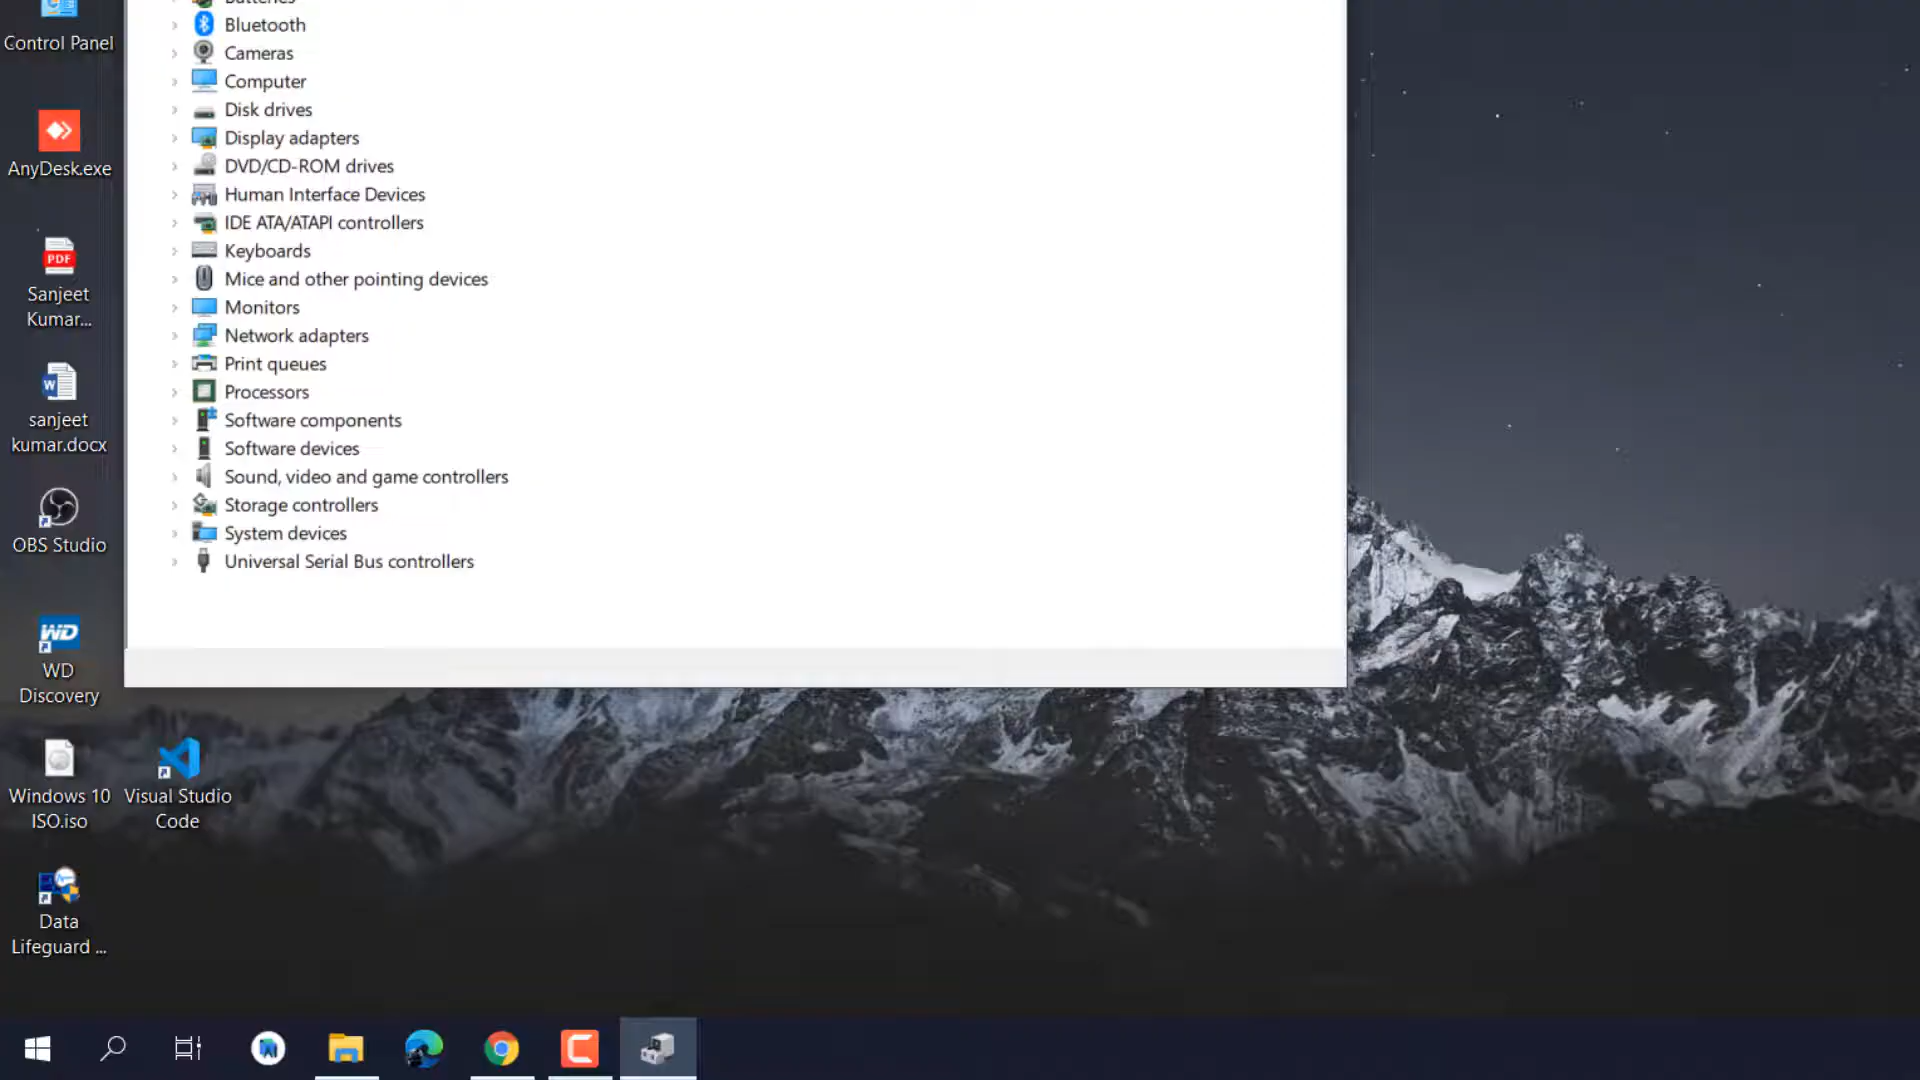 Control Panel
AnyDesk.exe
PDF
Sanjeet
Kumar...
W
sanjeet
kumar.docx
OBS Studio
WD
WD
Discovery
Windows 10
ISO.iso
Visual Studio
Code
Data
Lifeguard ...
Batteries
Bluetooth
Cameras
Computer
Disk drives
Display adapters
DVD/CD-ROM drives
Human Interface Devices
IDE ATA/ATAPI controllers
Keyboards
Mice and other pointing devices
Monitors
Network adapters
Print queues
Processors
Software components
Software devices
Sound, video and game controllers
Storage controllers
System devices
Universal Serial Bus controllers